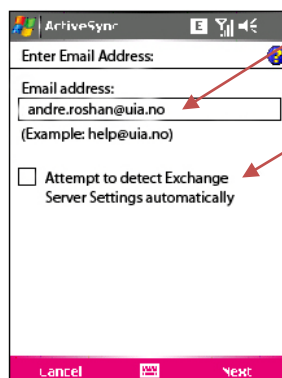 ActiveSync
E
Enter Email Address:
?
Email address:
andre.roshan@uia.no
(Example: help@uia.no)
Attempt to detect Exchange
Server Settings automatically
Cancel
Next